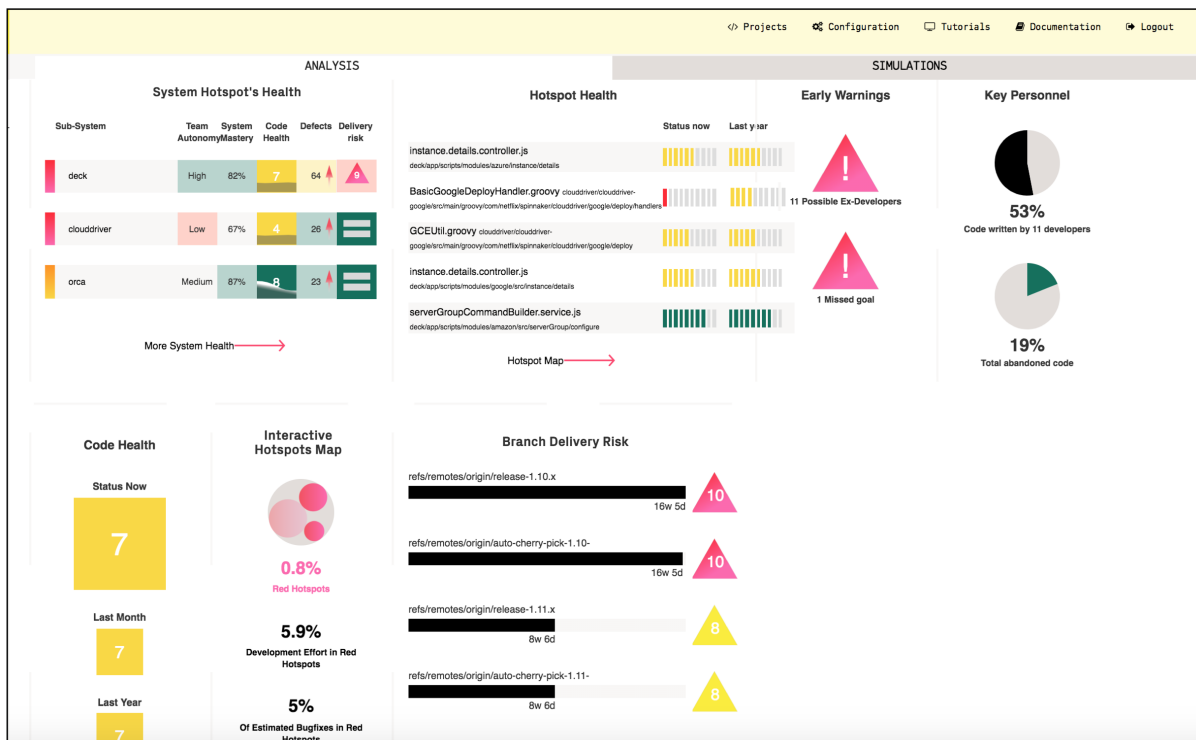 </> Projects
Configuration
Tutorials
Documentation
Logout
ANALYSIS
SIMULATIONS
System Hotspot's Health
Sub-System
Team Autonomy
System Mastery
Code Health
Defects
Delivery risk
deck
High
82%
7
64
9
clouddriver
Low
67%
4
26
orca
Medium
87%
8
23
More System Health
Hotspot Health
Status now
Last year
instance.details.controller.js
deck/app/scripts/modules/azure/instance/details
BasicGoogleDeployHandler.groovy clouddriver/clouddriver-
google/src/main/groovy/com/netflix/spinnaker/clouddriver/google/deploy/handlers
GCEUtil.groovy clouddriver/clouddriver-
google/src/main/groovy/com/netflix/spinnaker/clouddriver/google/deploy
instance.details.controller.js
deck/app/scripts/modules/google/src/instance/details
serverGroupCommandBuilder.service.js
deck/app/scripts/modules/amazon/src/serverGroup/configure
Hotspot Map
Early Warnings
!
11 Possible Ex-Developers
!
1 Missed goal
Key Personnel
53%
Code written by 11 developers
19%
Total abandoned code
Code Health
Status Now
7
Last Month
7
Last Year
7
Interactive
Hotspots Map
0.8%
Red Hotspots
5.9%
Development Effort in Red
Hotspots
5%
Of Estimated Bugfixes in Red
Hotspots
Branch Delivery Risk
refs/remotes/origin/release-1.10.x
16w 5d
10
refs/remotes/origin/auto-cherry-pick-1.10-
16w 5d
10
refs/remotes/origin/release-1.11.x
8w 6d
8
refs/remotes/origin/auto-cherry-pick-1.11-
8w 6d
8